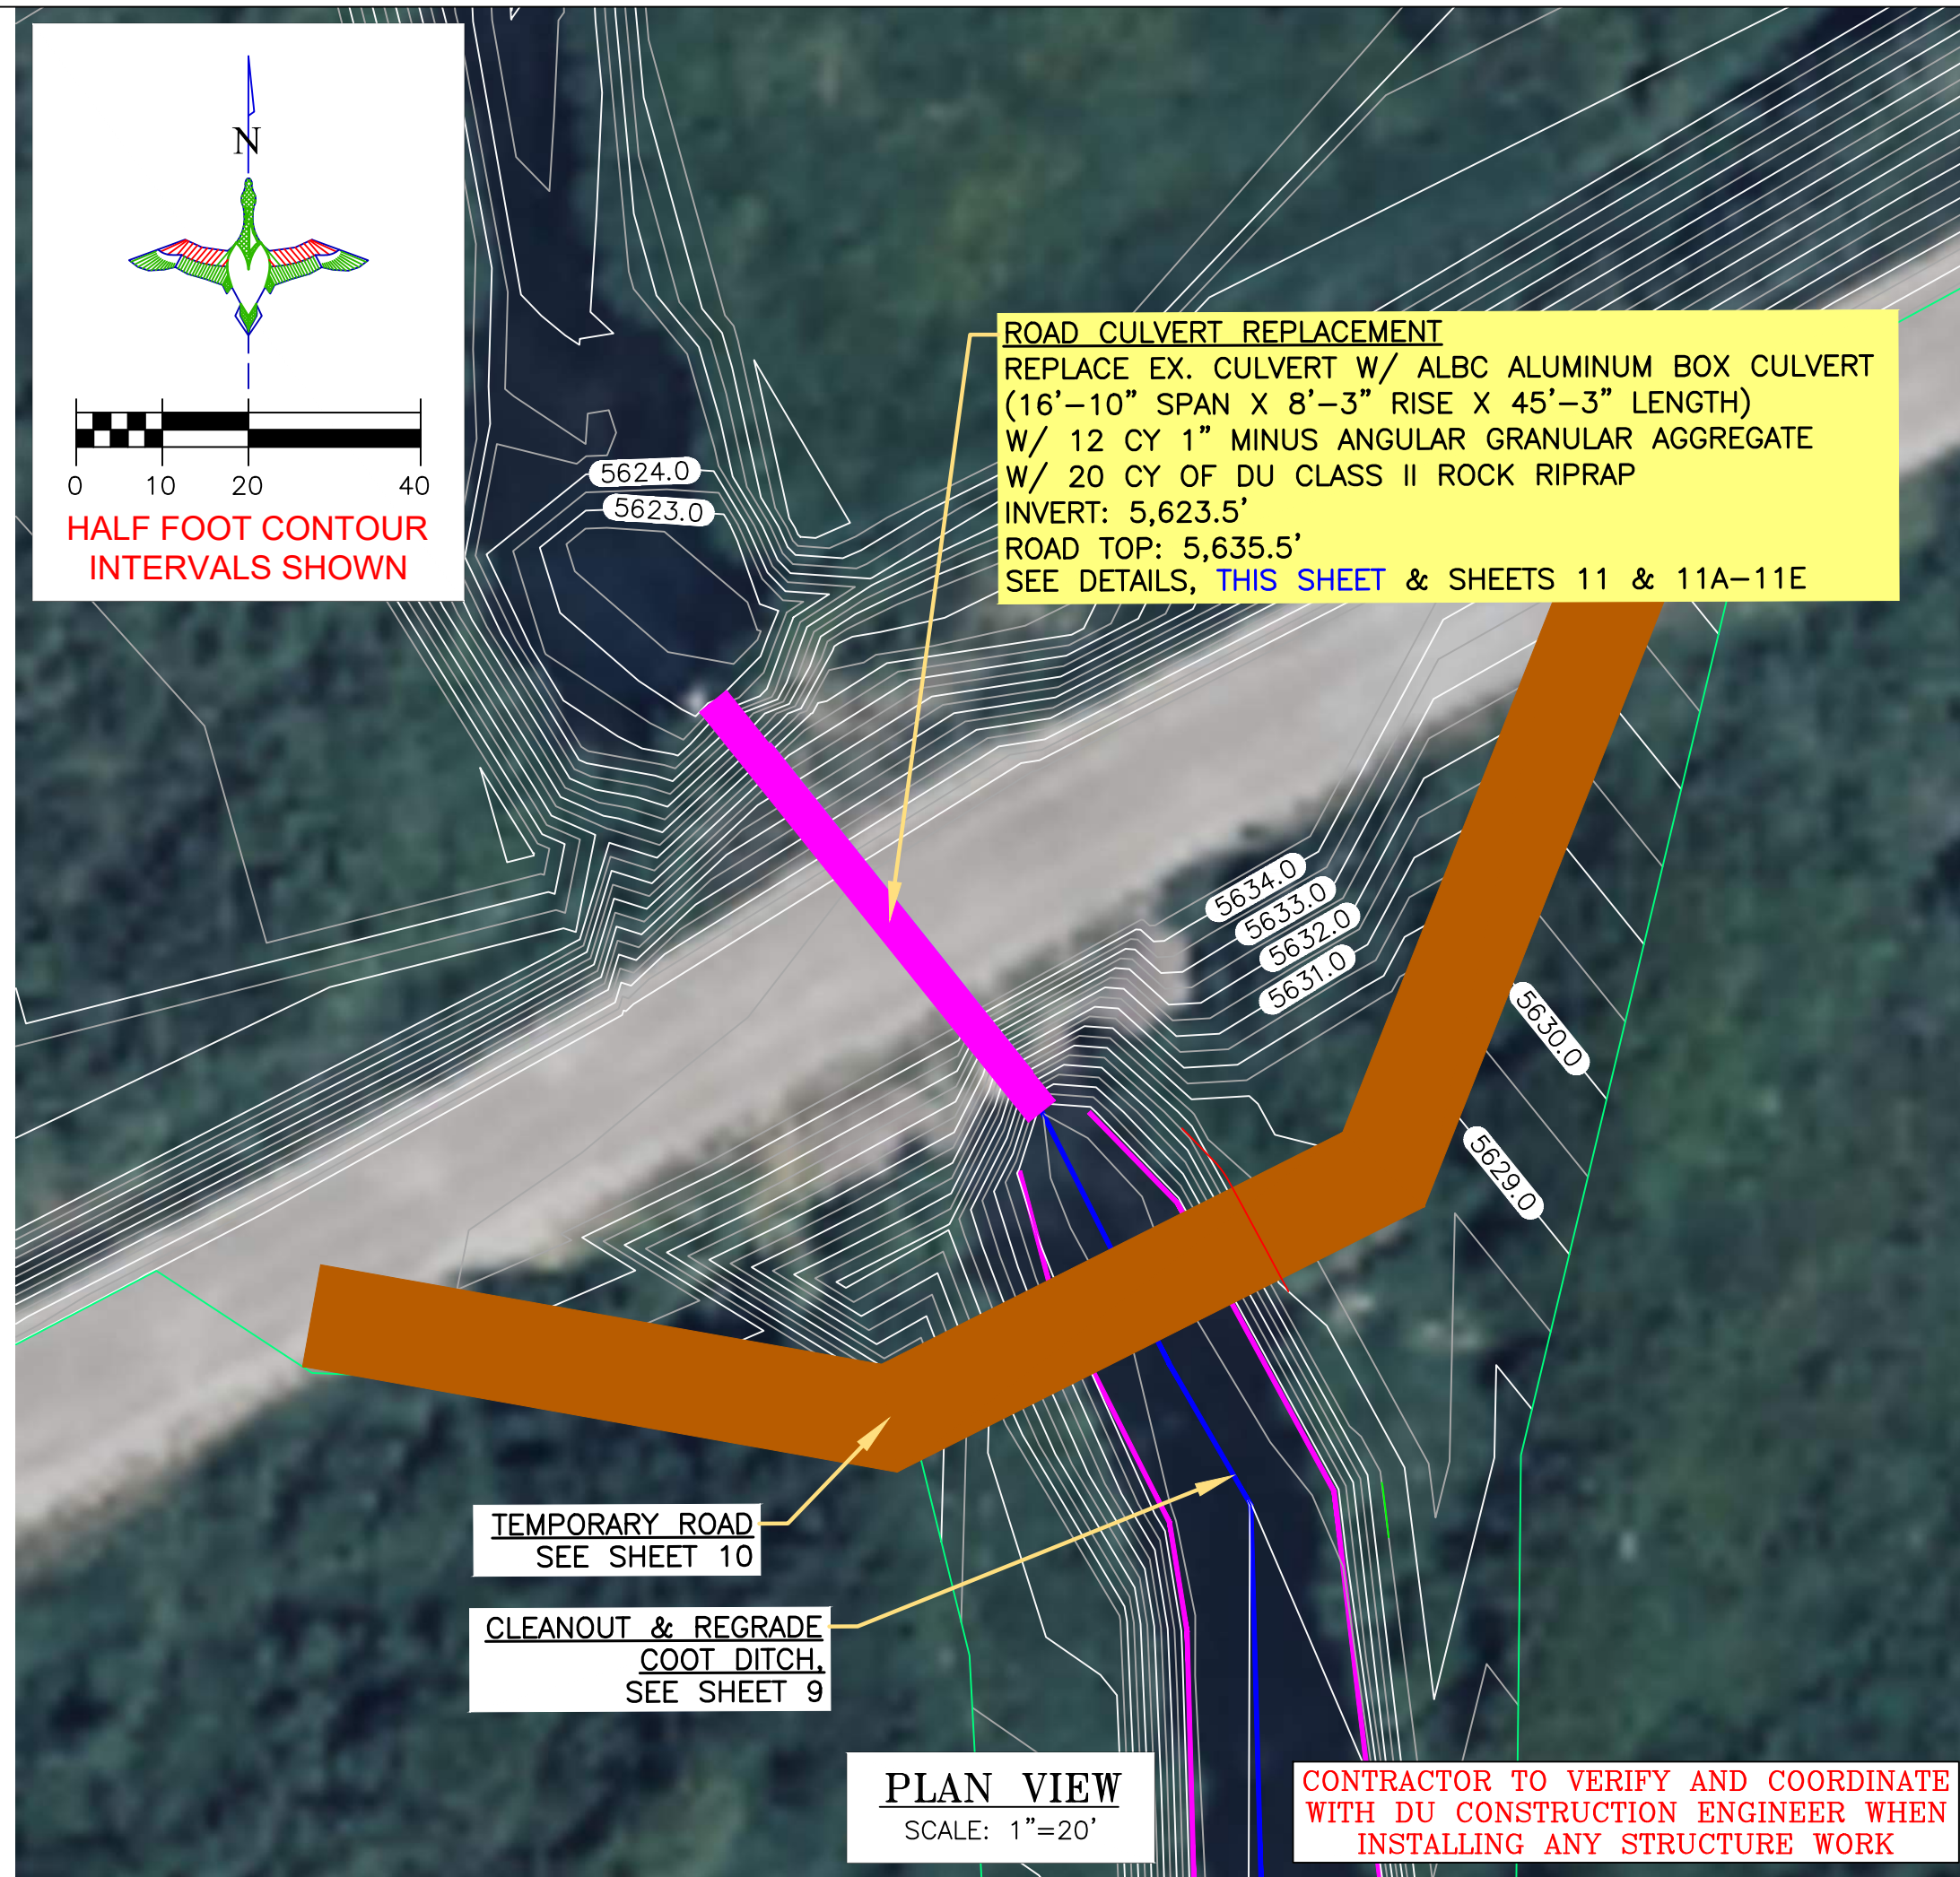 N
0 10 20 40
HALF FOOT CONTOUR
INTERVALS SHOWN
ROAD CULVERT REPLACEMENT
REPLACE EX. CULVERT W/ ALBC ALUMINUM BOX CULVERT
(16'-10" SPAN X 8'-3" RISE X 45'-3" LENGTH)
W/ 12 CY 1" MINUS ANGULAR GRANULAR AGGREGATE
W/ 20 CY OF DU CLASS II ROCK RIPRAP
INVERT: 5,623.5'
ROAD TOP: 5,635.5'
SEE DETAILS, THIS SHEET & SHEETS 11 & 11A-11E
5624.0
5623.0
5634.0
5633.0
5632.0
5631.0
5630.0
5629.0
TEMPORARY ROAD
SEE SHEET 10
CLEANOUT & REGRADE
COOT DITCH,
SEE SHEET 9
PLAN VIEW
SCALE: 1"=20'
CONTRACTOR TO VERIFY AND COORDINATE
WITH DU CONSTRUCTION ENGINEER WHEN
INSTALLING ANY STRUCTURE WORK